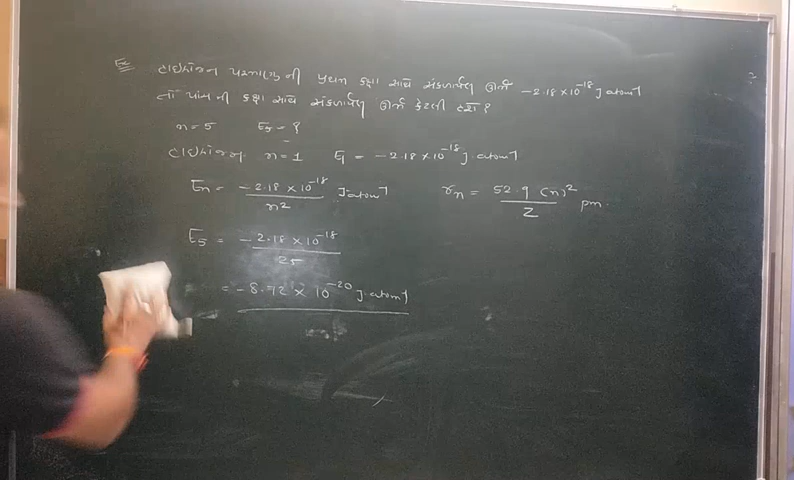 Ex હાઇડ્રોજન પરમાણુ ની પ્રથમ કક્ષા સાથે સંકળાયેલ ઊર્જા -2.18 × 10^-18 J atom^-1
તો પાંચમી કક્ષા સાથે સંકળાયેલ ઊર્જા કેટલી હશે ?
n = 5 E5 = ?
હાઇડ્રોજન n = 1 E1 = -2.18 × 10^-18 J. atom^-1
En = -2.18 × 10^-18 / n^2 J atom^-1 rn = 52.9 (n)^2 / Z pm.
E5 = -2.18 × 10^-18 / 25
= -8.72 × 10^-20 J. atom^-1